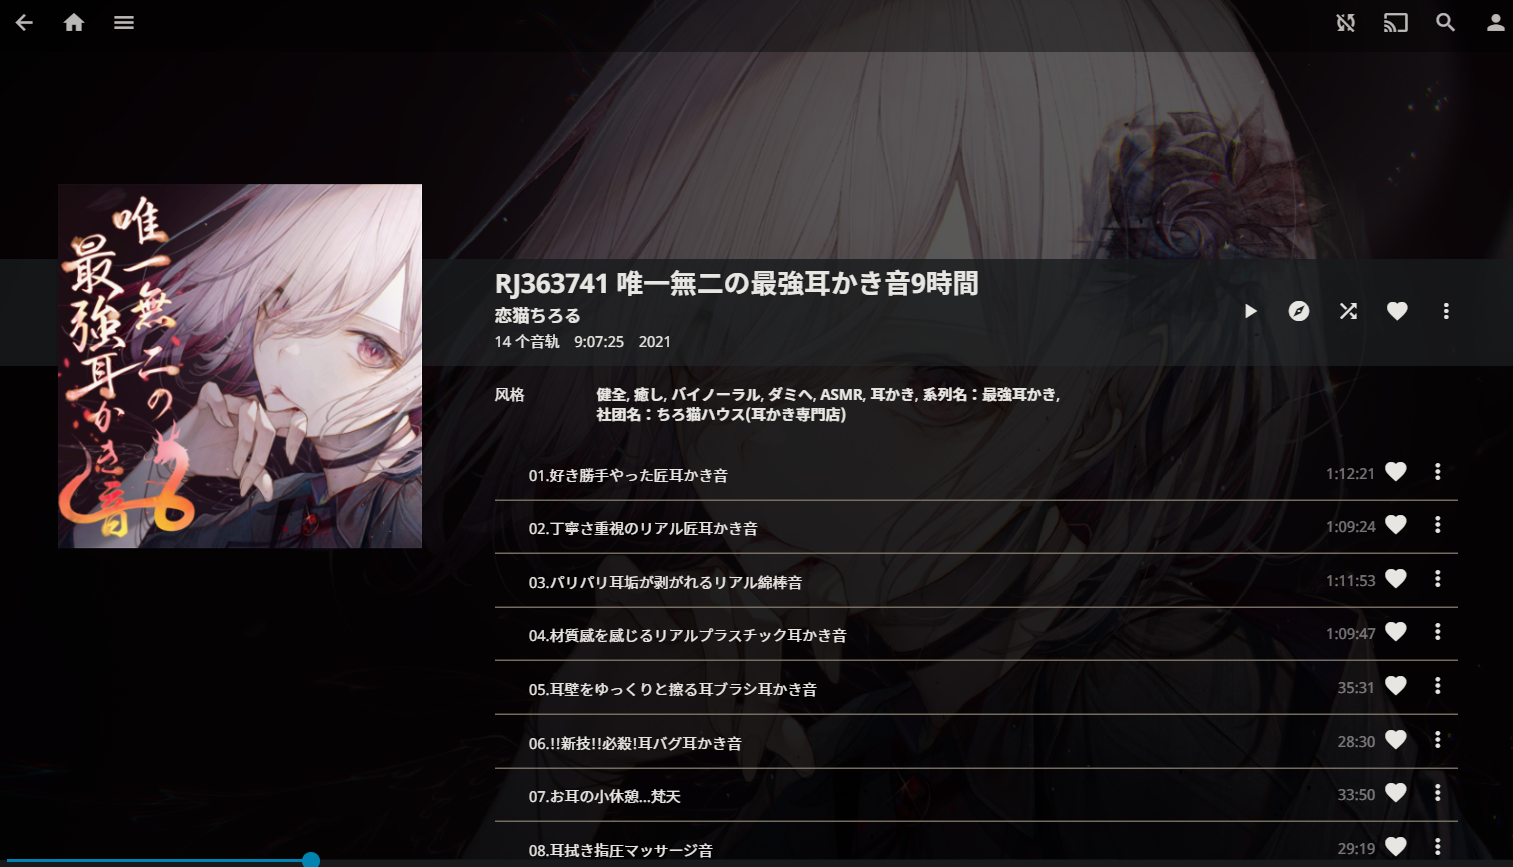 唯一無二の
最強耳かき音
RJ363741 唯一無二の最強耳かき音9時間
恋猫ちろる
14 个音轨 9:07:25 2021
风格 健全, 癒し, バイノーラル, ダミヘ, ASMR, 耳かき, 系列名：最強耳かき,
社团名：ちろ猫ハウス(耳かき専門店)
01.好き勝手やった匠耳かき音 1:12:21
02.丁寧さ重視のリアル匠耳かき音 1:09:24
03.パリパリ耳垢が剥がれるリアル綿棒音 1:11:53
04.材質感を感じるリアルプラスチック耳かき音 1:09:47
05.耳壁をゆっくりと擦る耳ブラシ耳かき音 35:31
06.!!新技!!必殺!耳バグ耳かき音 28:30
07.お耳の小休憩...梵天 33:50
08.耳拭き指圧マッサージ音 29:19